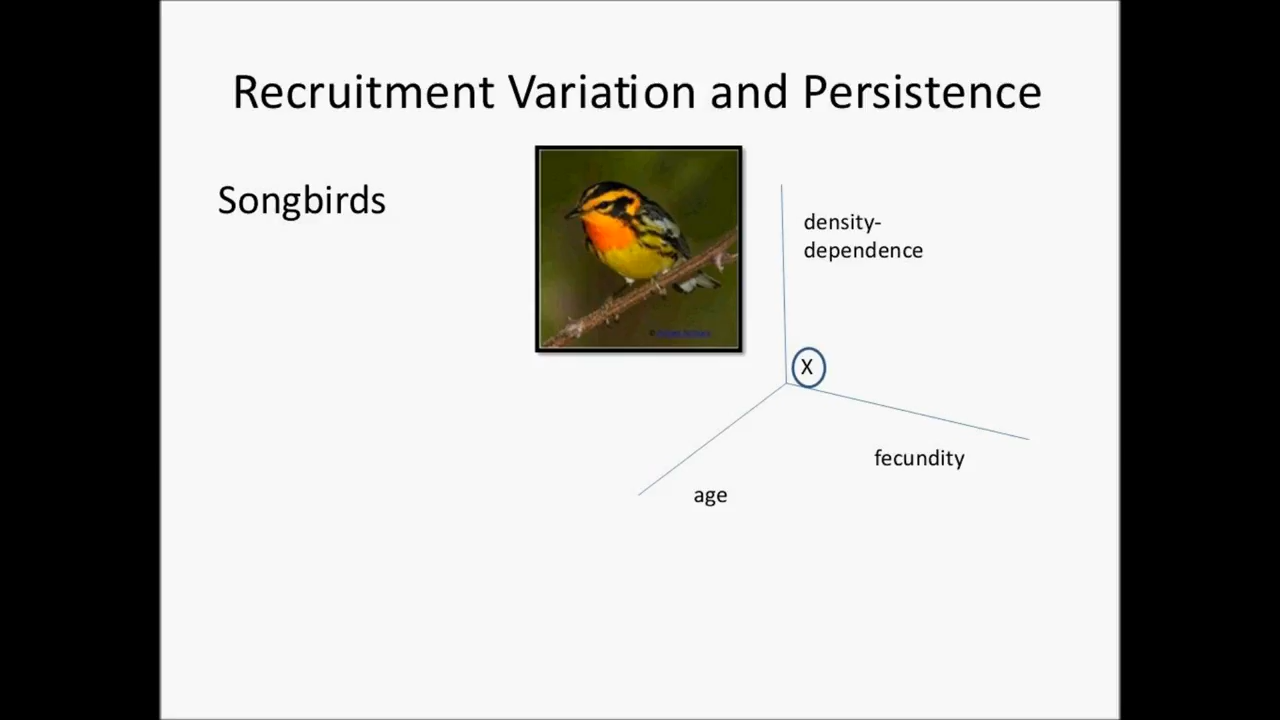 Recruitment Variation and Persistence
Songbirds
density-
dependence
X
fecundity
age